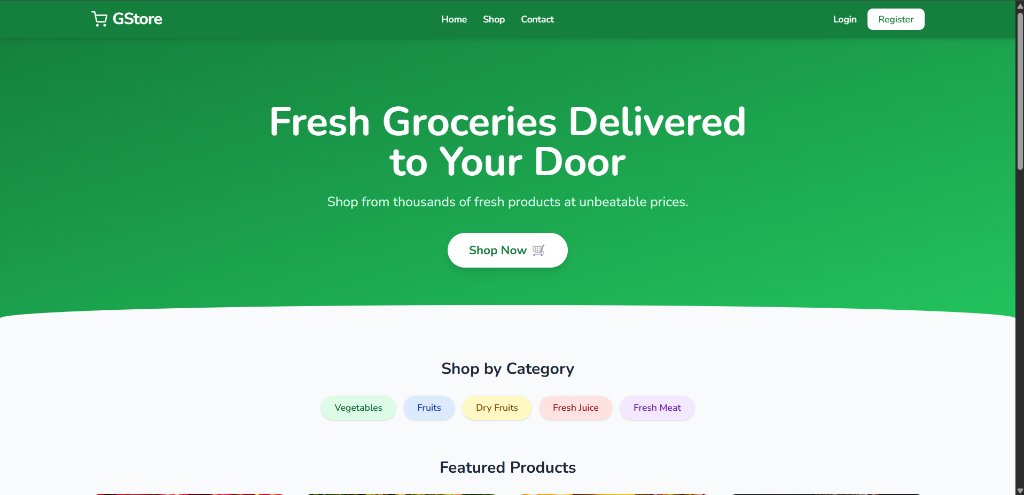 GStore
Home Shop Contact
Login Register
Fresh Groceries Delivered
to Your Door
Shop from thousands of fresh products at unbeatable prices.
Shop Now 🛒
Shop by Category
Vegetables Fruits Dry Fruits Fresh Juice Fresh Meat
Featured Products